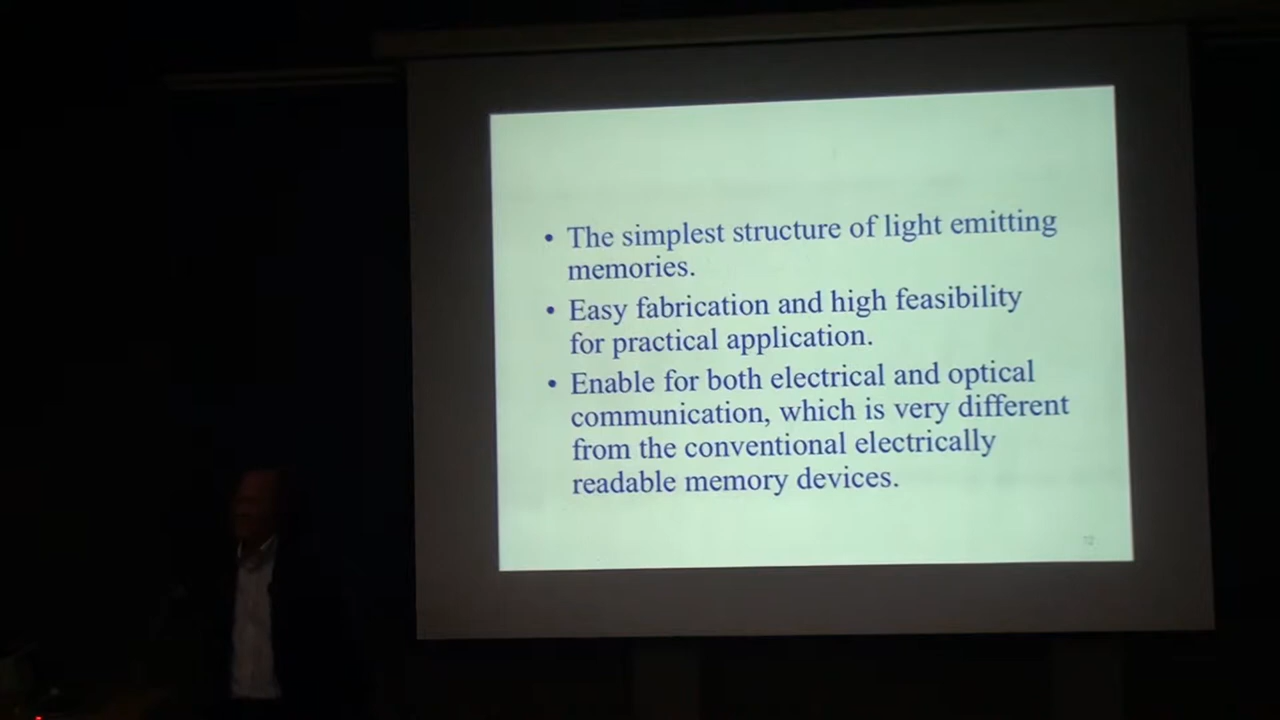 • The simplest structure of light emitting
memories.
• Easy fabrication and high feasibility
for practical application.
• Enable for both electrical and optical
communication, which is very different
from the conventional electrically
readable memory devices.